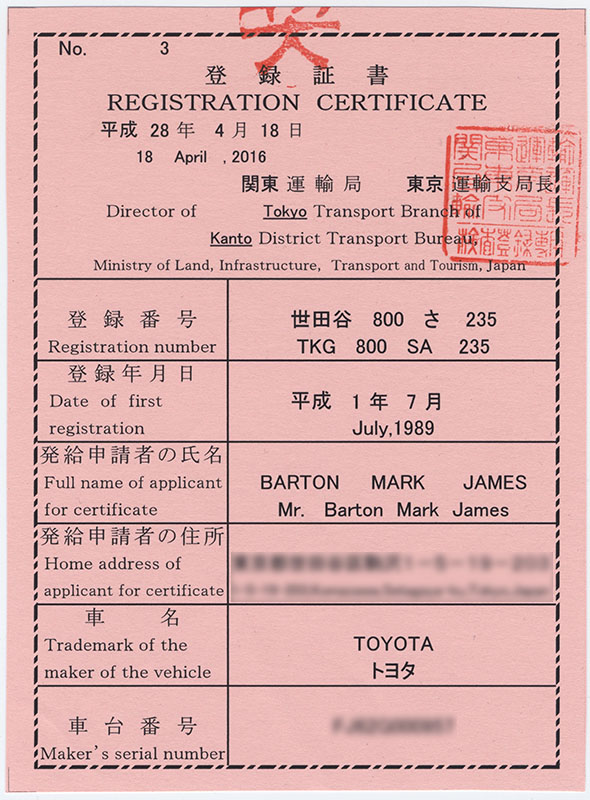 No. 3
登録証書
REGISTRATION CERTIFICATE
平成 28年 4月 18日
18 April , 2016
関東運輸局 東京運輸支局長
Director of Tokyo Transport Branch of
Kanto District Transport Bureau,
Ministry of Land, Infrastructure, Transport and Tourism, Japan
登録番号
Registration number
世田谷 800 さ 235
TKG 800 SA 235
登録年月日
Date of first
registration
平成 1年 7月
July,1989
発給申請者の氏名
Full name of applicant
for certificate
BARTON MARK JAMES
Mr. Barton Mark James
発給申請者の住所
Home address of
applicant for certificate
車名
Trademark of the
maker of the vehicle
TOYOTA
トヨタ
車台番号
Maker's serial number